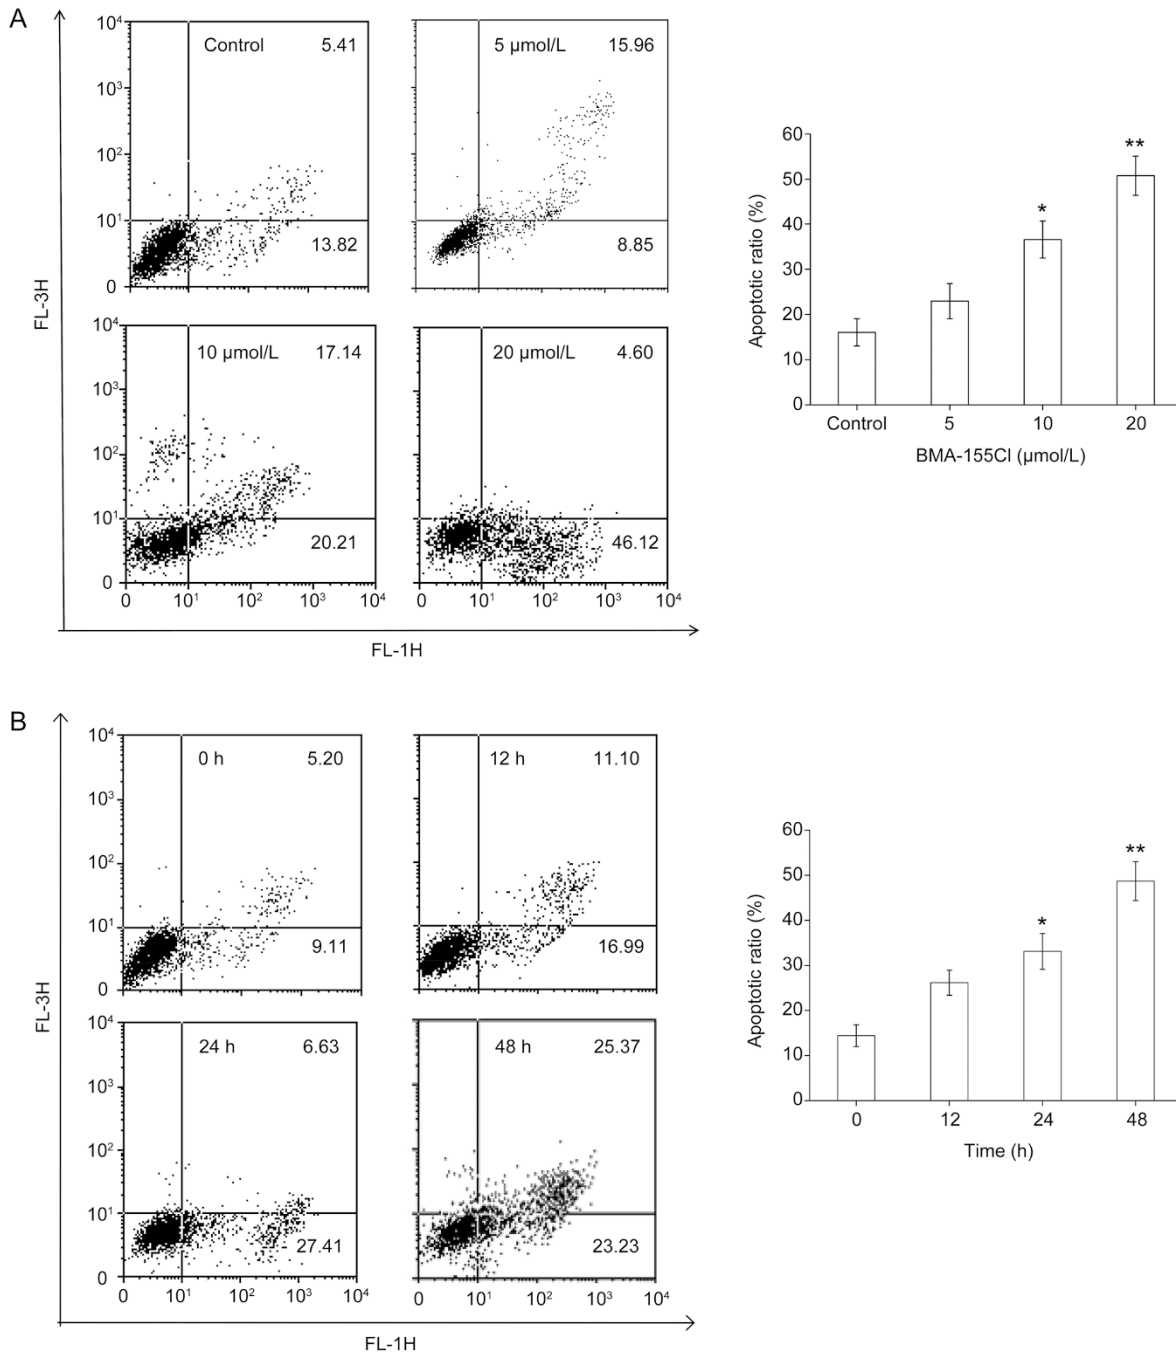 A
10⁴
10³
10²
10¹
0
Control 5.41
13.82
5 µmol/L 15.96
8.85
FL-3H
10⁴
10³
10²
10¹
0
10 µmol/L 17.14
20.21
20 µmol/L 4.60
46.12
0 10¹ 10² 10³ 10⁴
0 10¹ 10² 10³ 10⁴
FL-1H
Apoptotic ratio (%)
60
50
40
30
20
10
0
*
**
Control 5 10 20
BMA-155Cl (µmol/L)
B
10⁴
10³
10²
10¹
0
0 h 5.20
9.11
12 h 11.10
16.99
FL-3H
10⁴
10³
10²
10¹
0
24 h 6.63
27.41
48 h 25.37
23.23
0 10¹ 10² 10³ 10⁴
0 10¹ 10² 10³ 10⁴
FL-1H
Apoptotic ratio (%)
60
50
40
30
20
10
0
*
**
0 12 24 48
Time (h)